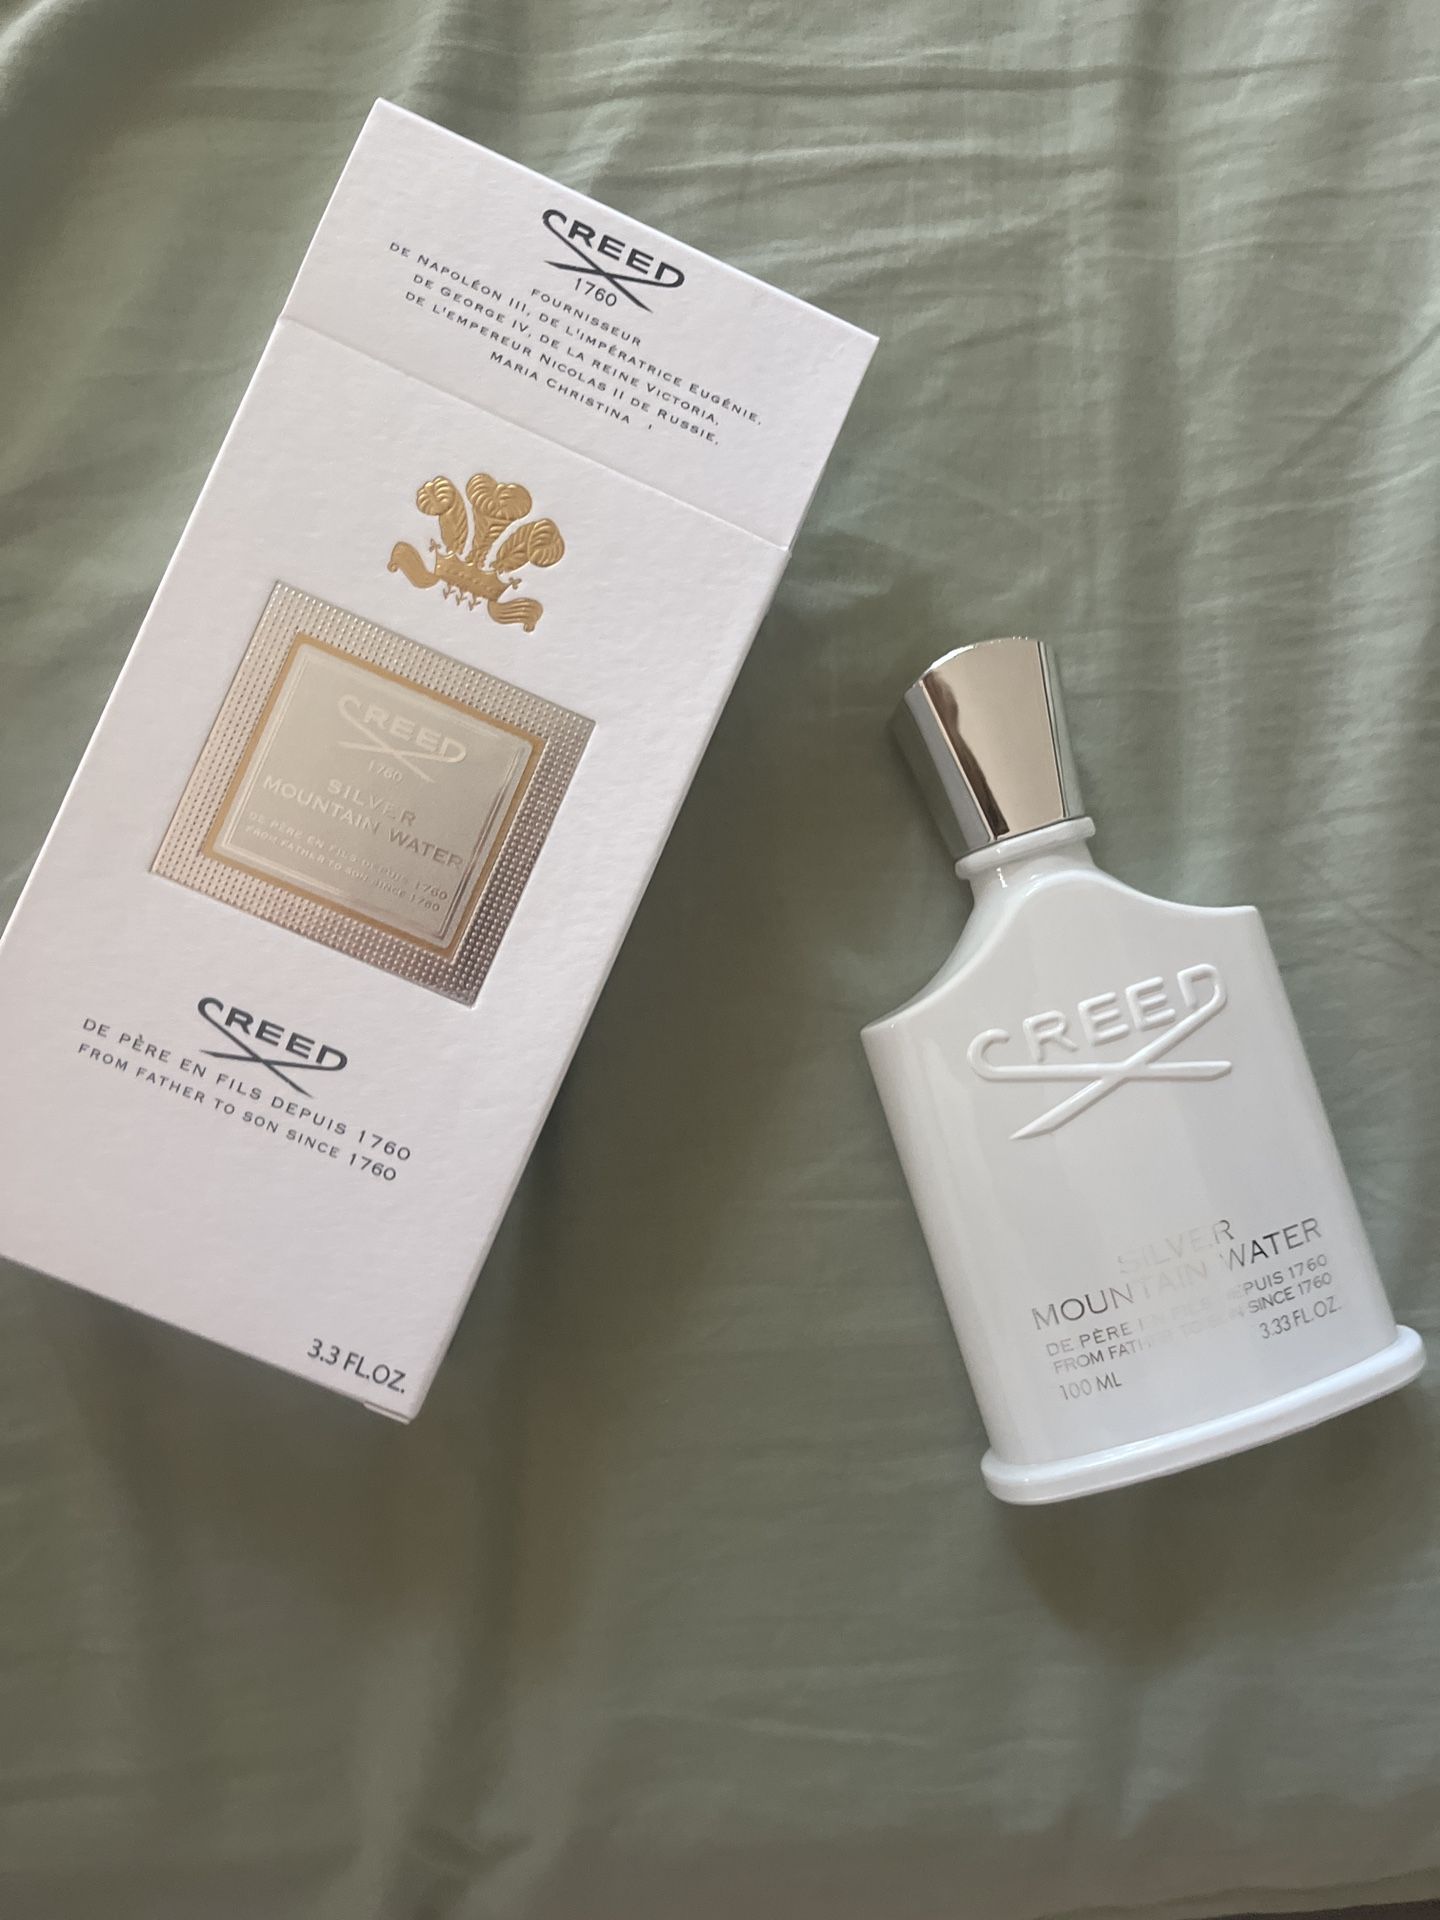 CREED
1760
FOURNISSEUR
DE NAPOLÉON III, DE L'IMPÉRATRICE EUGÉNIE,
DE GEORGE IV, DE LA REINE VICTORIA,
DE L'EMPEREUR NICOLAS II DE RUSSIE,
MARIA CHRISTINA ,
CREED
1760
SILVER
MOUNTAIN WATER
DE PÈRE EN FILS DEPUIS 1760
FROM FATHER TO SON SINCE 1760
CREED
DE PÈRE EN FILS DEPUIS 1760
FROM FATHER TO SON SINCE 1760
3.3 FL.OZ.
CREED
SILVER
MOUNTAIN WATER
DE PÈRE EN FILS DEPUIS 1760
FROM FATHER TO SON SINCE 1760
100 ML 3.33 FL.OZ.